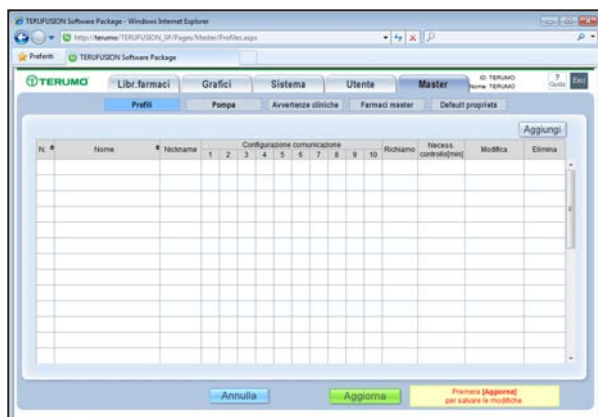 TERUFUSION Software Package - Windows Internet Explorer
http://terumo/TERUFUSION_SP/Pages/Master/Profiles.aspx
Preferiti TERUFUSION Software Package
TERUMO Libr.farmaci Grafici Sistema Utente Master ID: TERUMO Nome: TERUMO ? Guida Esci
Profili Pompa Avvertenze cliniche Farmaci master Default proprietà
Aggiungi
N. Nome Nickname Configurazione comunicazione Richiamo Necess. controllo[min] Modifica Elimina
1 2 3 4 5 6 7 8 9 10
Annulla Aggiorna Premere [Aggiorna]
per salvare le modifiche